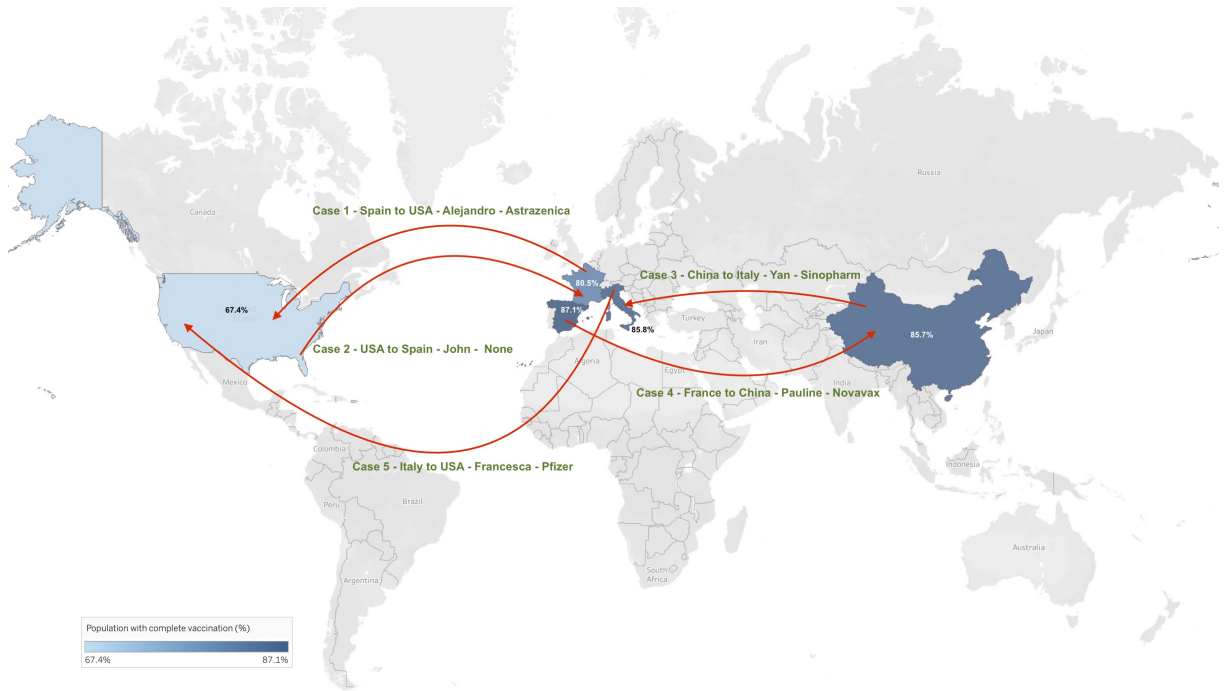 Russia
Canada
Case 1 - Spain to USA - Alejandro - Astrazenica
Case 3 - China to Italy - Yan - Sinopharm
80.5%
67.4%
87.1%
85.8%
Turkey
85.7%
Japan
Iran
Case 2 - USA to Spain - John -  None
Algeria
Egypt
Mexico
India
Case 4 - France to China - Pauline - Novavax
Colombia
Case 5 - Italy to USA - Francesca - Pfizer
Indonesia
Peru
Brazil
Australia
South
Africa
Argentina
Population with complete vaccination (%)
67.4%
87.1%